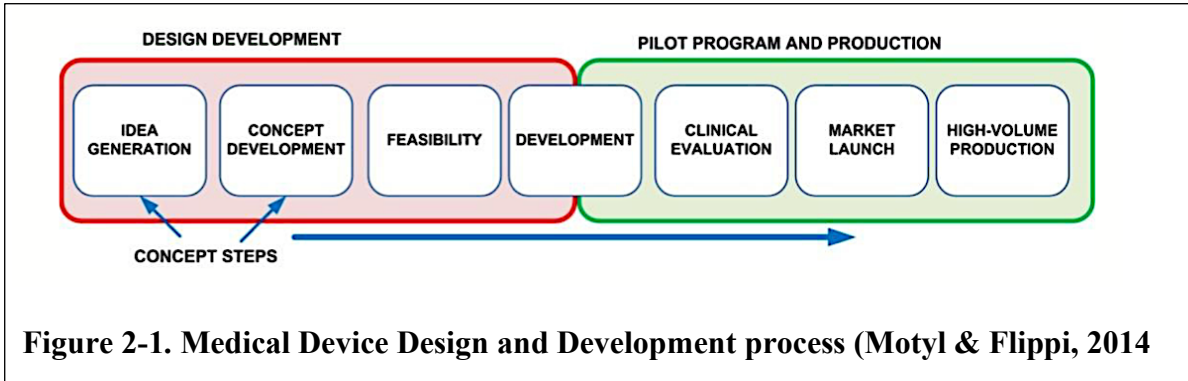 DESIGN DEVELOPMENT
PILOT PROGRAM AND PRODUCTION
IDEA
GENERATION
CONCEPT
DEVELOPMENT
FEASIBILITY
DEVELOPMENT
CLINICAL
EVALUATION
MARKET
LAUNCH
HIGH-VOLUME
PRODUCTION
CONCEPT STEPS
Figure 2-1. Medical Device Design and Development process (Motyl & Flippi, 2014